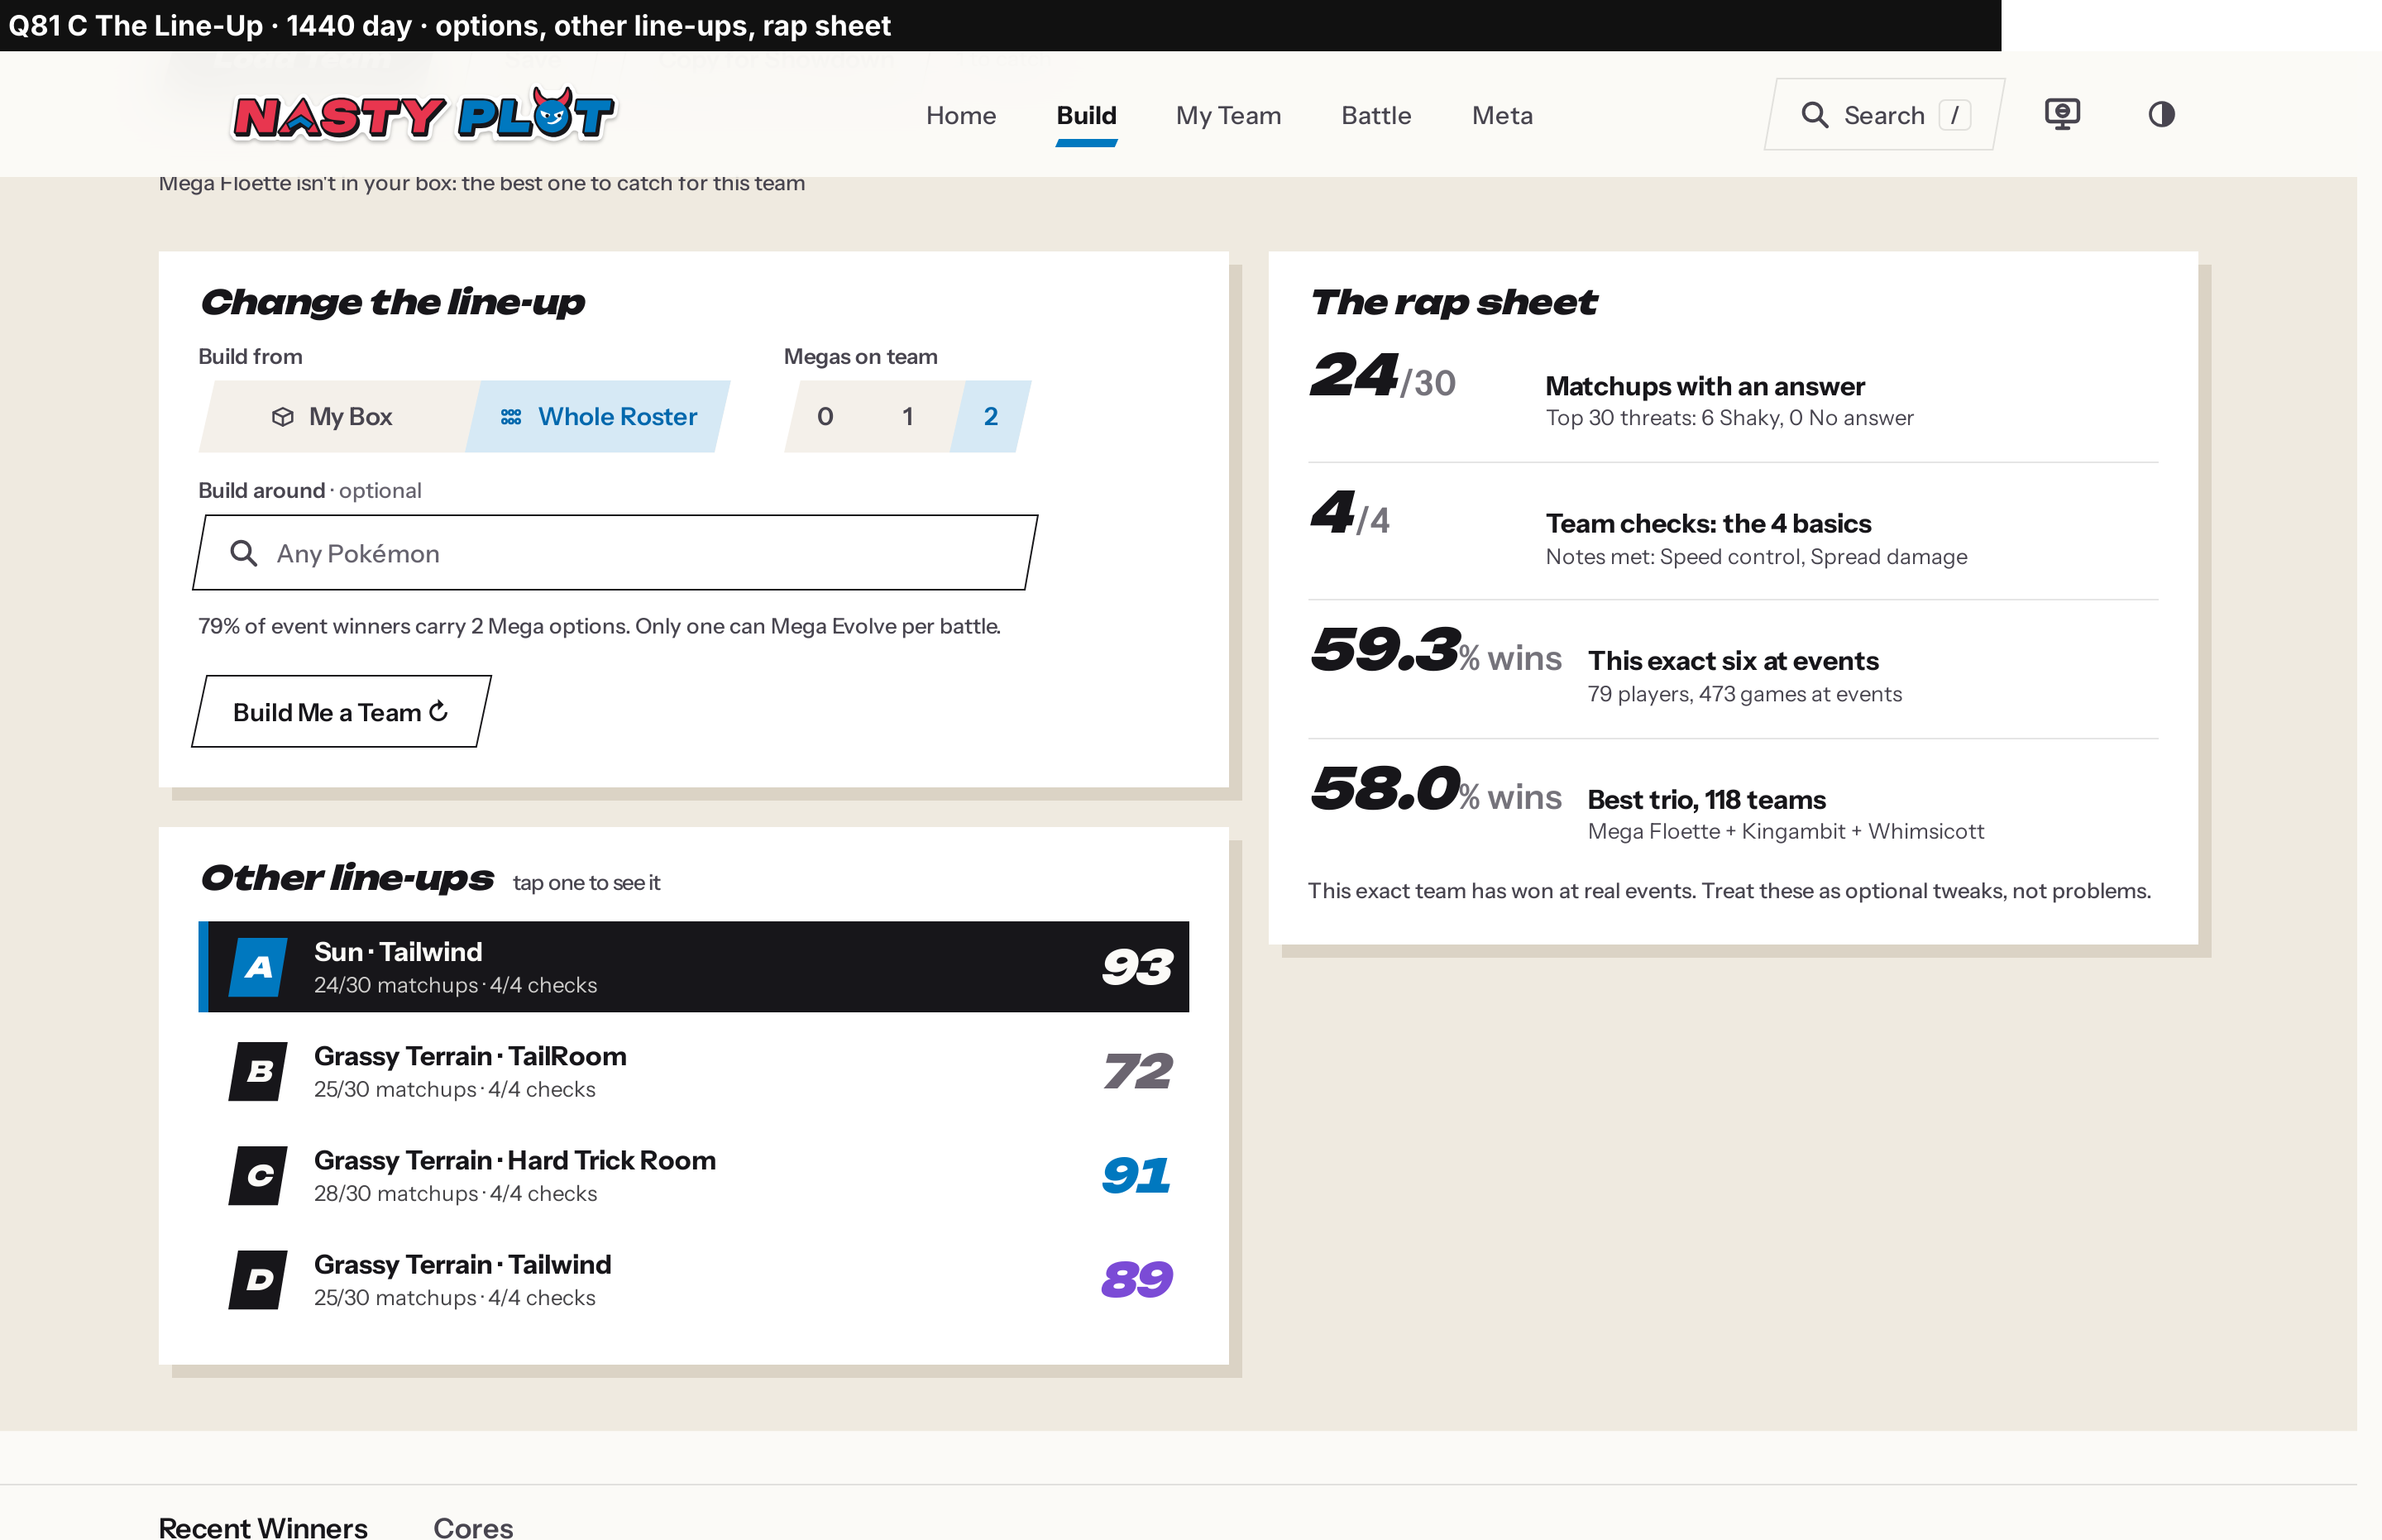 Q81 C The Line-Up · 1440 day · options, other line-ups, rap sheet
Load Team Save Copy for Showdown
NASTY PLOT
Home Build My Team Battle Meta
Search /
Mega Floette isn't in your box: the best one to catch for this team
Change the line-up
Build from
My Box Whole Roster
Megas on team
0 1 2
Build around · optional
Any Pokémon
79% of event winners carry 2 Mega options. Only one can Mega Evolve per battle.
Build Me a Team ↻
Other line-ups tap one to see it
A
Sun · Tailwind
24/30 matchups · 4/4 checks
93
B
Grassy Terrain · TailRoom
25/30 matchups · 4/4 checks
72
C
Grassy Terrain · Hard Trick Room
28/30 matchups · 4/4 checks
91
D
Grassy Terrain · Tailwind
25/30 matchups · 4/4 checks
89
The rap sheet
24/30
Matchups with an answer
Top 30 threats: 6 Shaky, 0 No answer
4/4
Team checks: the 4 basics
Notes met: Speed control, Spread damage
59.3% wins
This exact six at events
79 players, 473 games at events
58.0% wins
Best trio, 118 teams
Mega Floette + Kingambit + Whimsicott
This exact team has won at real events. Treat these as optional tweaks, not problems.
Recent Winners Cores